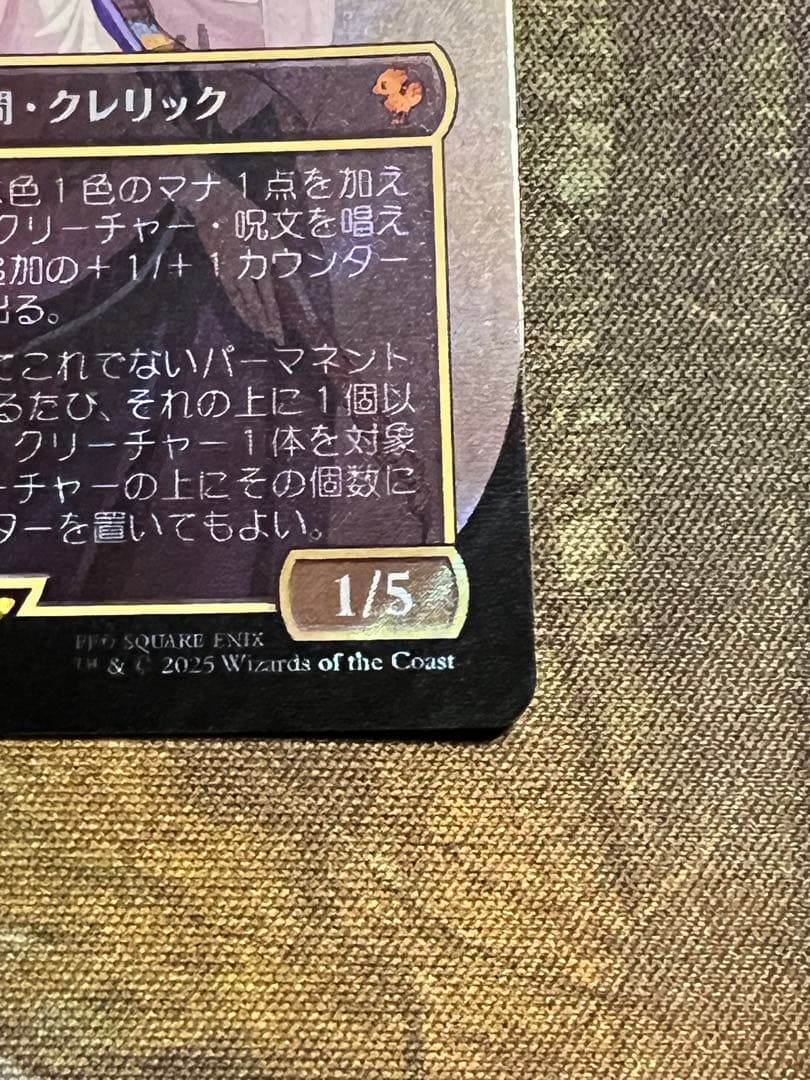 ・クレリック
色1色のマナ1点を加え
クリーチャー・呪文を唱え
加の+1/+1カウンター
出る。
てこれでないパーマネント
るたび、それの上に1個以
クリーチャー1体を対象
ーチャーの上にその個数に
ターを置いてもよい。
1/5
SQUARE ENIX
& 2025 Wizards of the Coast